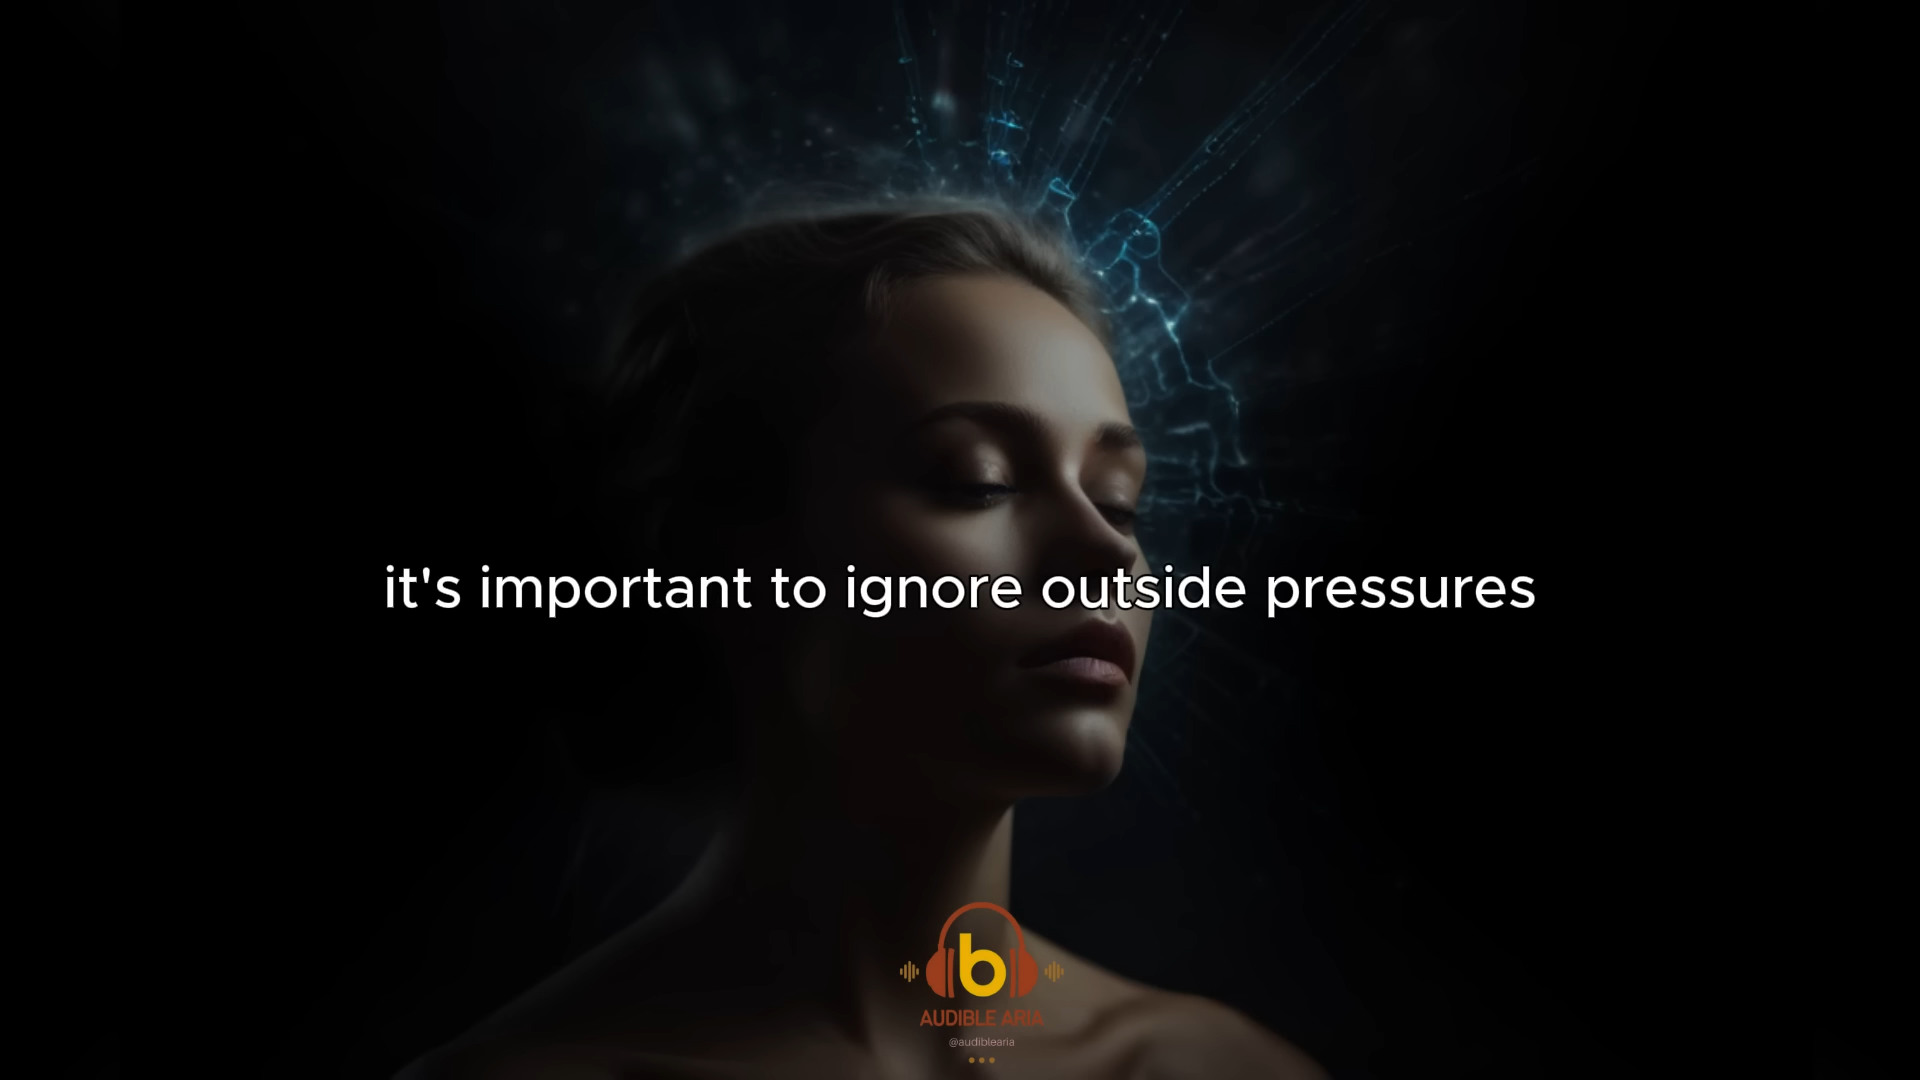 it's important to ignore outside pressures
b
AUDIBLE ARIA
@audiblearia